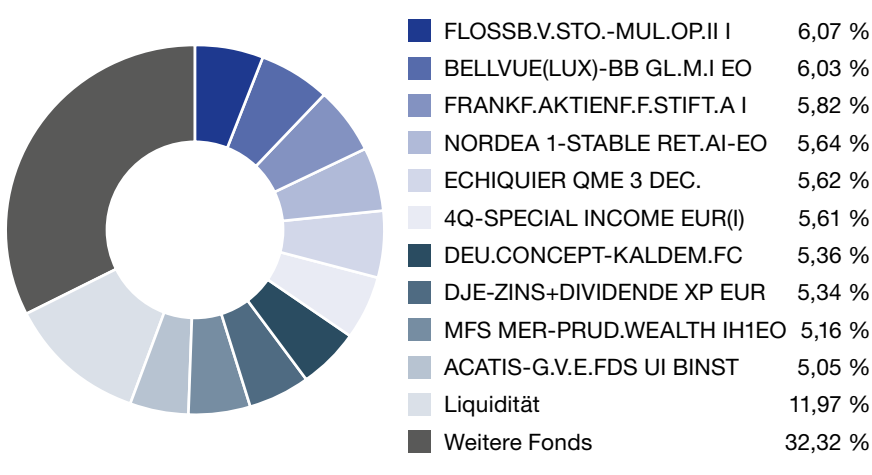 FLOSSB.V.STO.-MUL.OP.II I 6,07 %
BELLVUE(LUX)-BB GL.M.I EO 6,03 %
FRANKF.AKTIENF.F.STIFT.A I 5,82 %
NORDEA 1-STABLE RET.AI-EO 5,64 %
ECHIQUIER QME 3 DEC. 5,62 %
4Q-SPECIAL INCOME EUR(I) 5,61 %
DEU.CONCEPT-KALDEM.FC 5,36 %
DJE-ZINS+DIVIDENDE XP EUR 5,34 %
MFS MER-PRUD.WEALTH IH1EO 5,16 %
ACATIS-G.V.E.FDS UI BINST 5,05 %
Liquidität 11,97 %
Weitere Fonds 32,32 %